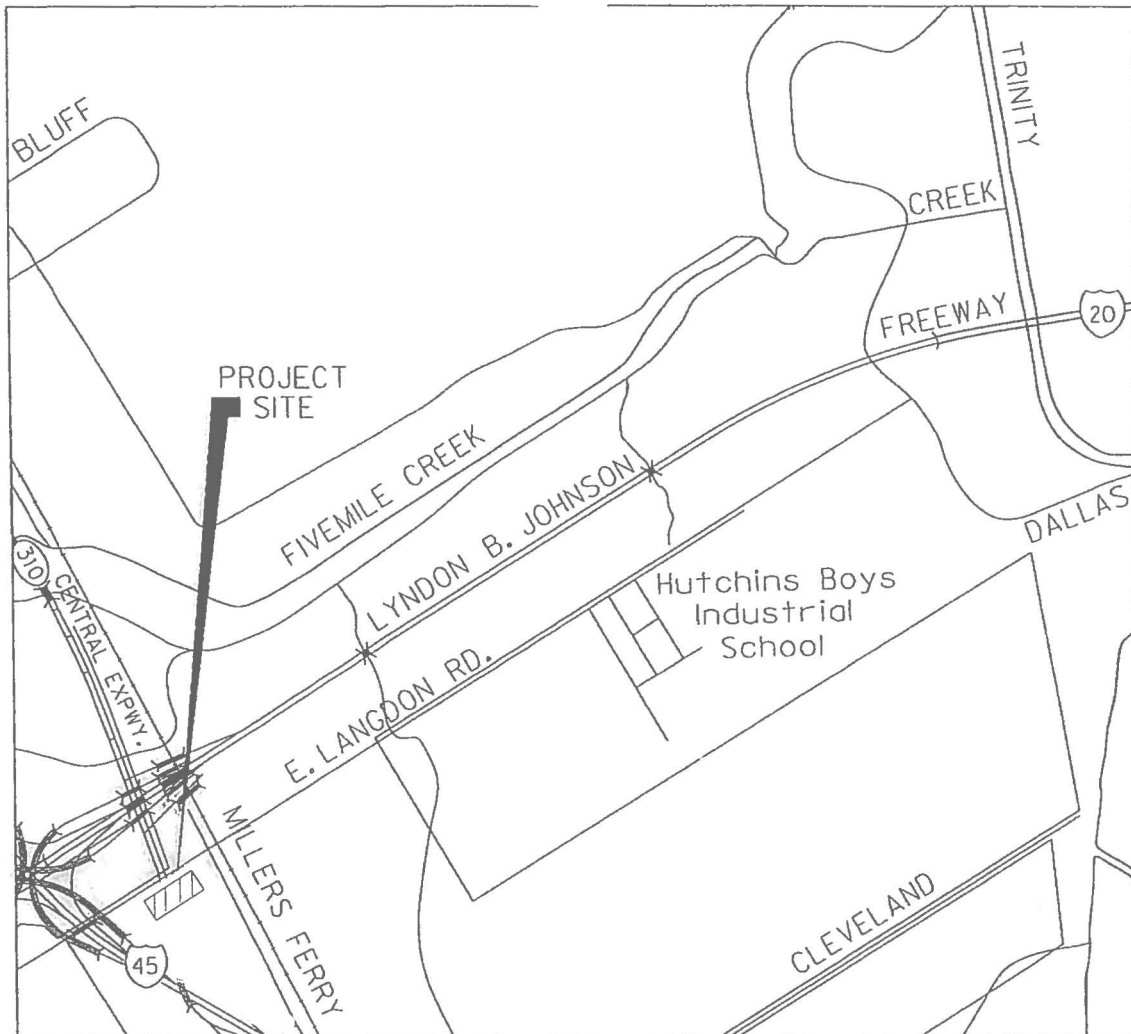 BLUFF
TRINITY
CREEK
FREEWAY
20
PROJECT
SITE
FIVEMILE CREEK
LYNDON B. JOHNSON
DALLAS
310
CENTRAL EXPWY.
Hutchins Boys
Industrial
School
E. LANGDON RD.
MILLERS FERRY
CLEVELAND
45